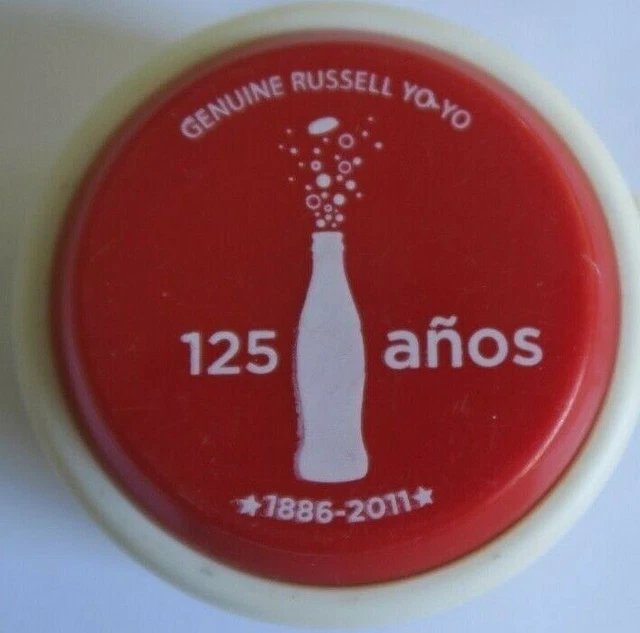 GENUINE RUSSELL YO-YO
125 años
★1886-2011★